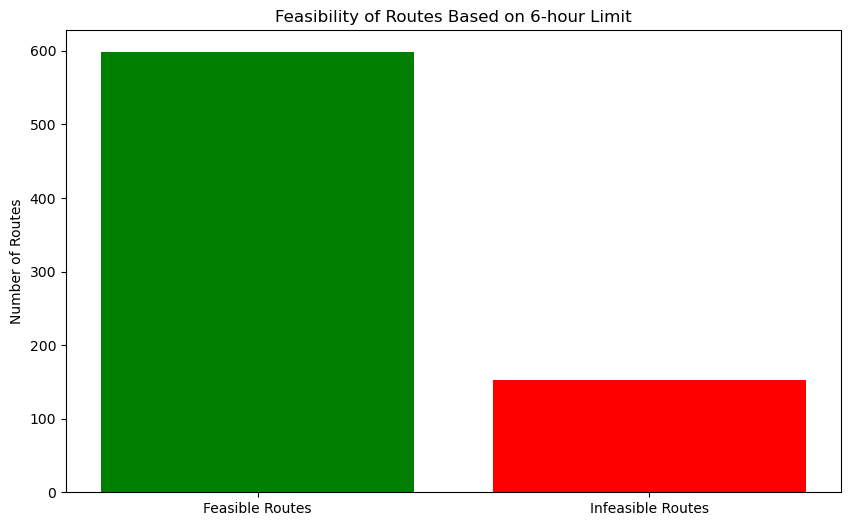 Feasibility of Routes Based on 6-hour Limit
Number of Routes
600
500
400
300
200
100
0
Feasible Routes
Infeasible Routes